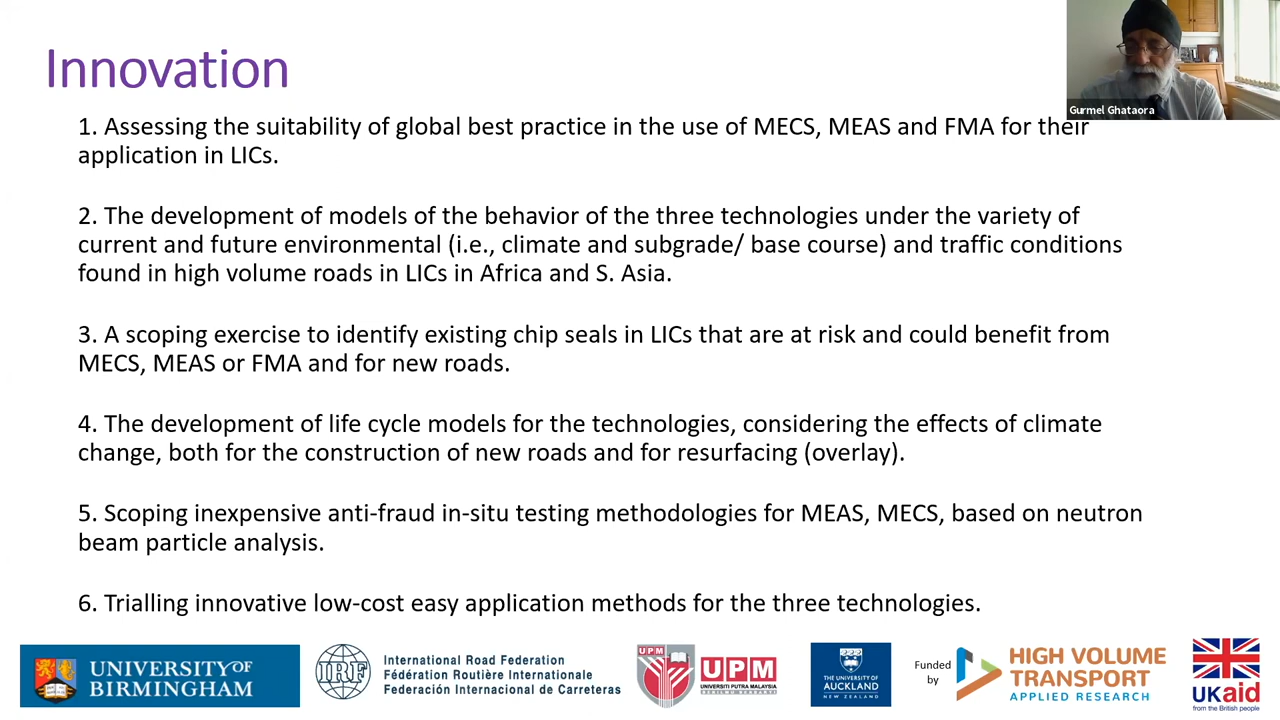 Innovation
Gurmel Ghataora
1. Assessing the suitability of global best practice in the use of MECS, MEAS and FMA for their
application in LICs.
2. The development of models of the behavior of the three technologies under the variety of
current and future environmental (i.e., climate and subgrade/ base course) and traffic conditions
found in high volume roads in LICs in Africa and S. Asia.
3. A scoping exercise to identify existing chip seals in LICs that are at risk and could benefit from
MECS, MEAS or FMA and for new roads.
4. The development of life cycle models for the technologies, considering the effects of climate
change, both for the construction of new roads and for resurfacing (overlay).
5. Scoping inexpensive anti-fraud in-situ testing methodologies for MEAS, MECS, based on neutron
beam particle analysis.
6. Trialling innovative low-cost easy application methods for the three technologies.
UNIVERSITY OF
BIRMINGHAM
IRF
International Road Federation
Fédération Routière Internationale
Federación Internacional de Carreteras
UPM
UPM
UNIVERSITI PUTRA MALAYSIA
THE UNIVERSITY OF
AUCKLAND
NEW ZEALAND
Funded
by
HIGH VOLUME
TRANSPORT
APPLIED RESEARCH
UKaid
from the British people